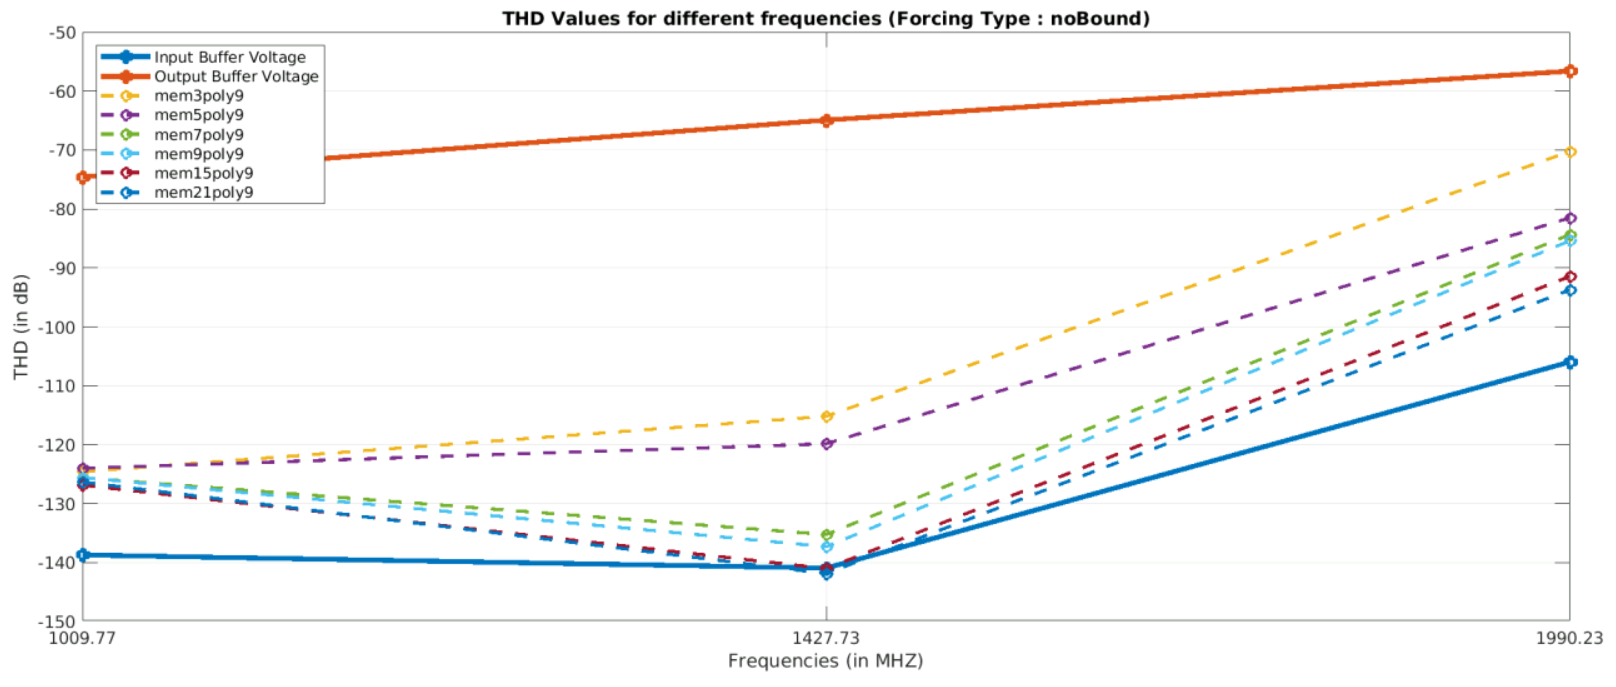 THD Values for different frequencies (Forcing Type : noBound)
Input Buffer Voltage
Output Buffer Voltage
mem3poly9
mem5poly9
mem7poly9
mem9poly9
mem15poly9
mem21poly9
THD (in dB)
-50
-60
-70
-80
-90
-100
-110
-120
-130
-140
-150
1009.77
1427.73
1990.23
Frequencies (in MHZ)